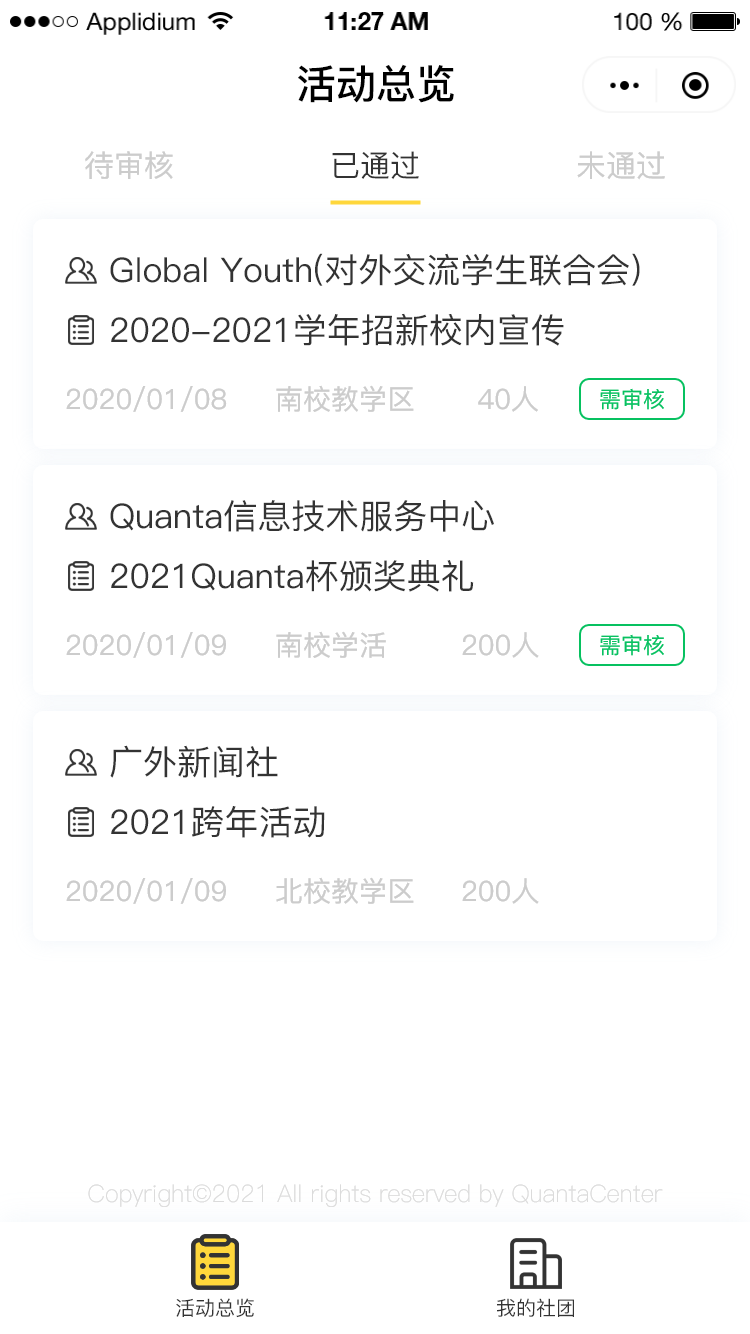 Applidium 11:27 AM 100 %
活动总览
待审核 已通过 未通过
Global Youth(对外交流学生联合会)
2020-2021学年招新校内宣传
2020/01/08 南校教学区 40人 需审核
Quanta信息技术服务中心
2021Quanta杯颁奖典礼
2020/01/09 南校学活 200人 需审核
广外新闻社
2021跨年活动
2020/01/09 北校教学区 200人
Copyright©2021 All rights reserved by QuantaCenter
活动总览 我的社团